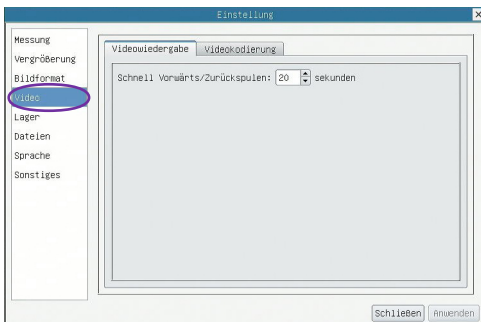 Einstellung
Messung
Vergrößerung
Bildformat
Video
Lager
Dateien
Sprache
Sonstiges
Videowiedergabe Videokodierung
Schnell Vorwärts/Zurückspulen: 20 sekunden
Schließen Anwenden